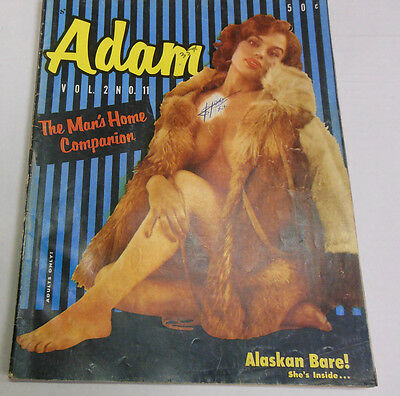 50¢
Adam
VOL. 2 NO. 11
The Man's Home
Companion
ADULTS ONLY!
Alaskan Bare!
She's Inside...